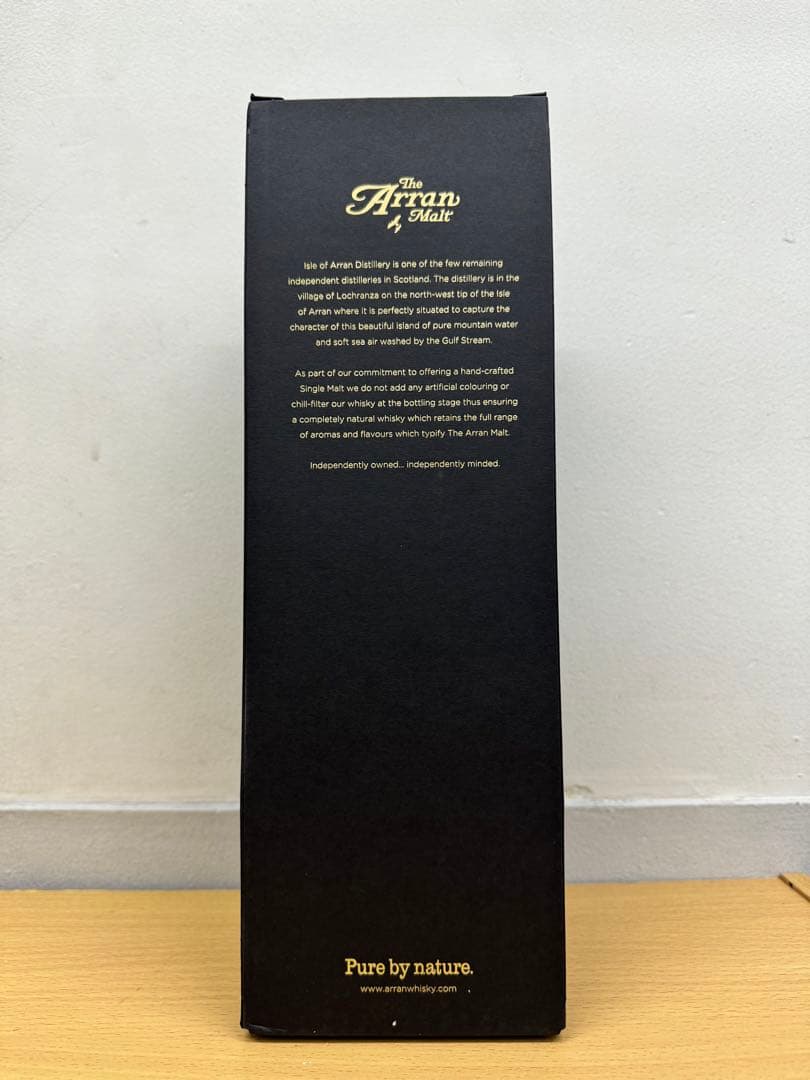 The
Arran
Malt
Isle of Arran Distillery is one of the few remaining
independent distilleries in Scotland. The distillery is in the
village of Lochranza on the north-west tip of the Isle
of Arran where it is perfectly situated to capture the
character of this beautiful island of pure mountain water
and soft sea air washed by the Gulf Stream.
As part of our commitment to offering a hand-crafted
Single Malt we do not add any artificial colouring or
chill-filter our whisky at the bottling stage thus ensuring
a completely natural whisky which retains the full range
of aromas and flavours which typify The Arran Malt.
Independently owned... independently minded.
Pure by nature.
www.arranwhisky.com